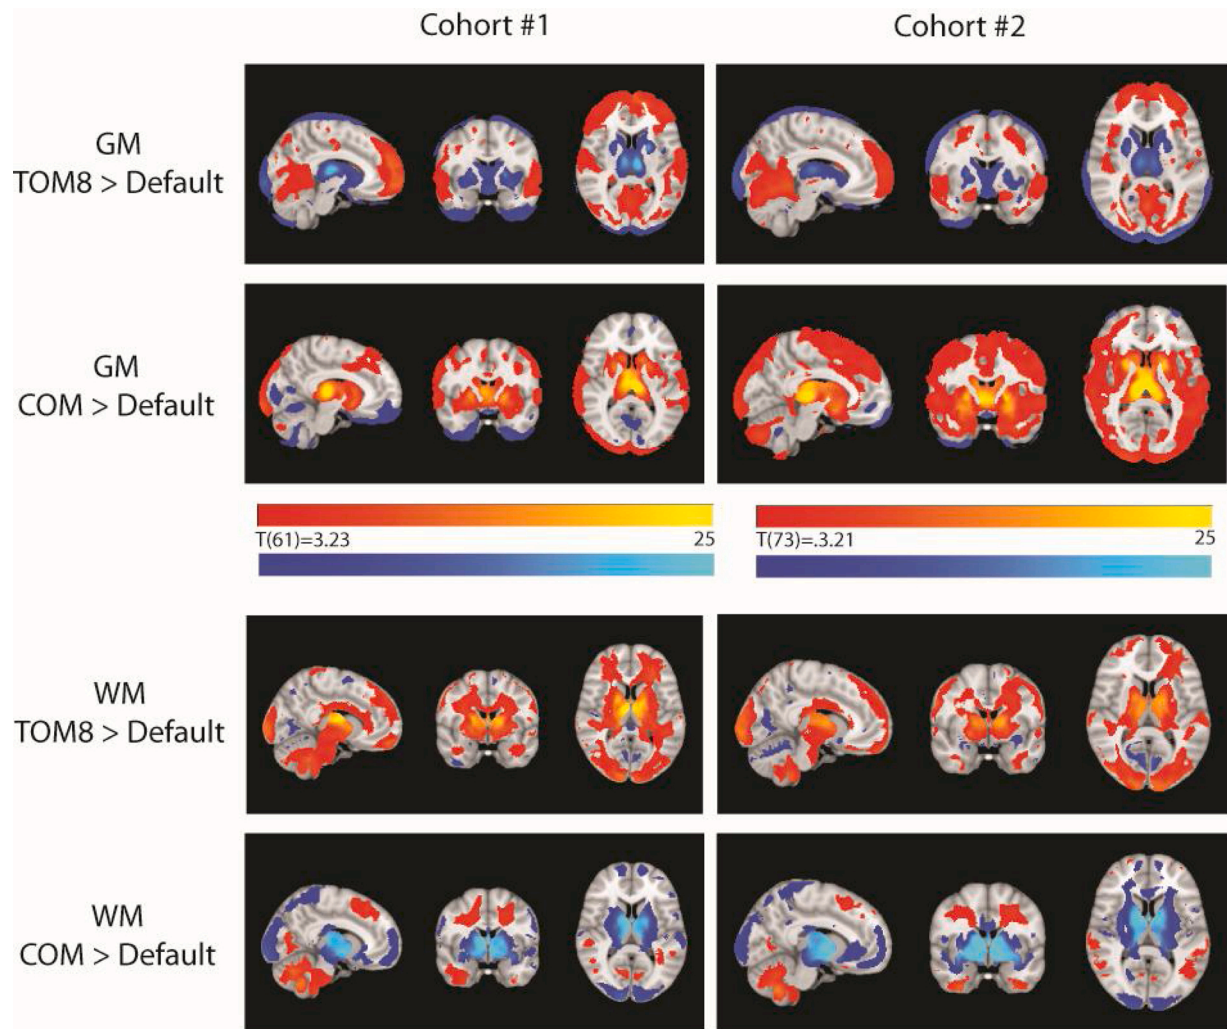 Cohort #1
Cohort #2
GM
TOM8 > Default
GM
COM > Default
T(61)=3.23
25
T(73)=.3.21
25
WM
TOM8 > Default
WM
COM > Default